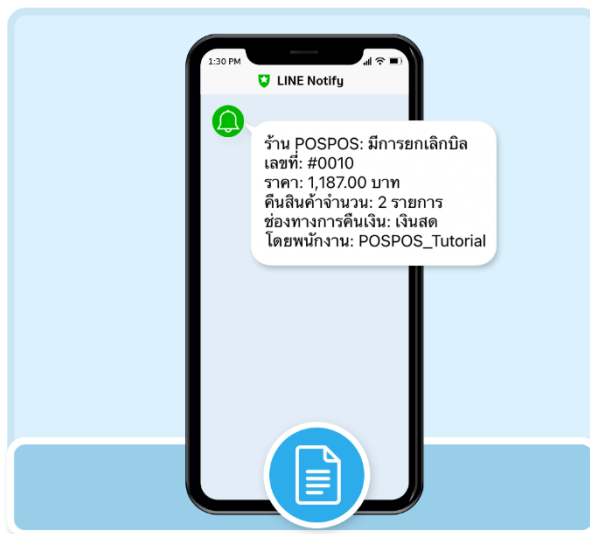 1:30 PM
LINE Notify
ร้าน POSPOS: มีการยกเลิกบิล
เลขที่: #0010
ราคา: 1,187.00 บาท
คืนสินค้าจำนวน: 2 รายการ
ช่องทางการคืนเงิน: เงินสด
โดยพนักงาน: POSPOS_Tutorial